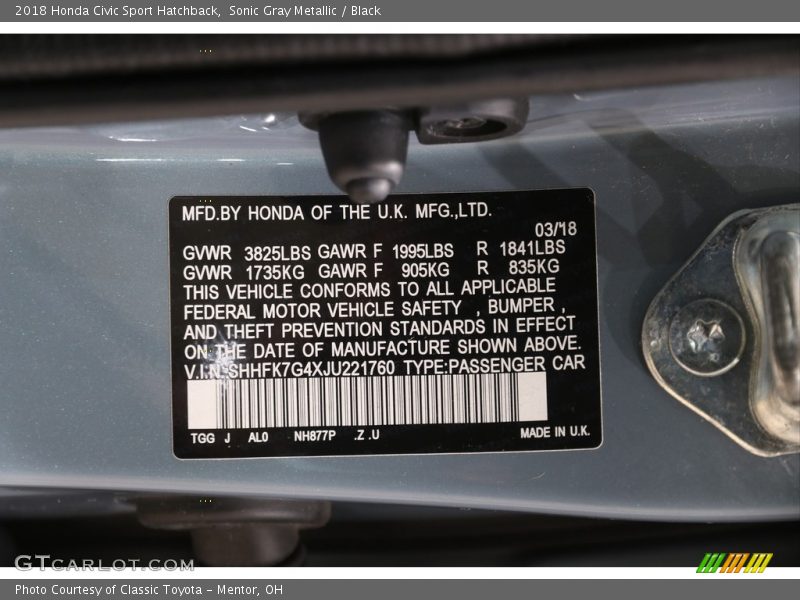 2018 Honda Civic Sport Hatchback,  Sonic Gray Metallic / Black
MFD.BY HONDA OF THE U.K. MFG.,LTD.
03/18
GVWR 3825LBS GAWR F 1995LBS R 1841LBS
GVWR 1735KG GAWR F 905KG R 835KG
THIS VEHICLE CONFORMS TO ALL APPLICABLE
FEDERAL MOTOR VEHICLE SAFETY , BUMPER ,
AND THEFT PREVENTION STANDARDS IN EFFECT
ON THE DATE OF MANUFACTURE SHOWN ABOVE.
V.I.N:SHHFK7G4XJU221760 TYPE:PASSENGER CAR
TGG J AL0 NH877P .Z .U MADE IN U.K.
GTCARLOT.COM
Photo Courtesy of Classic Toyota - Mentor, OH